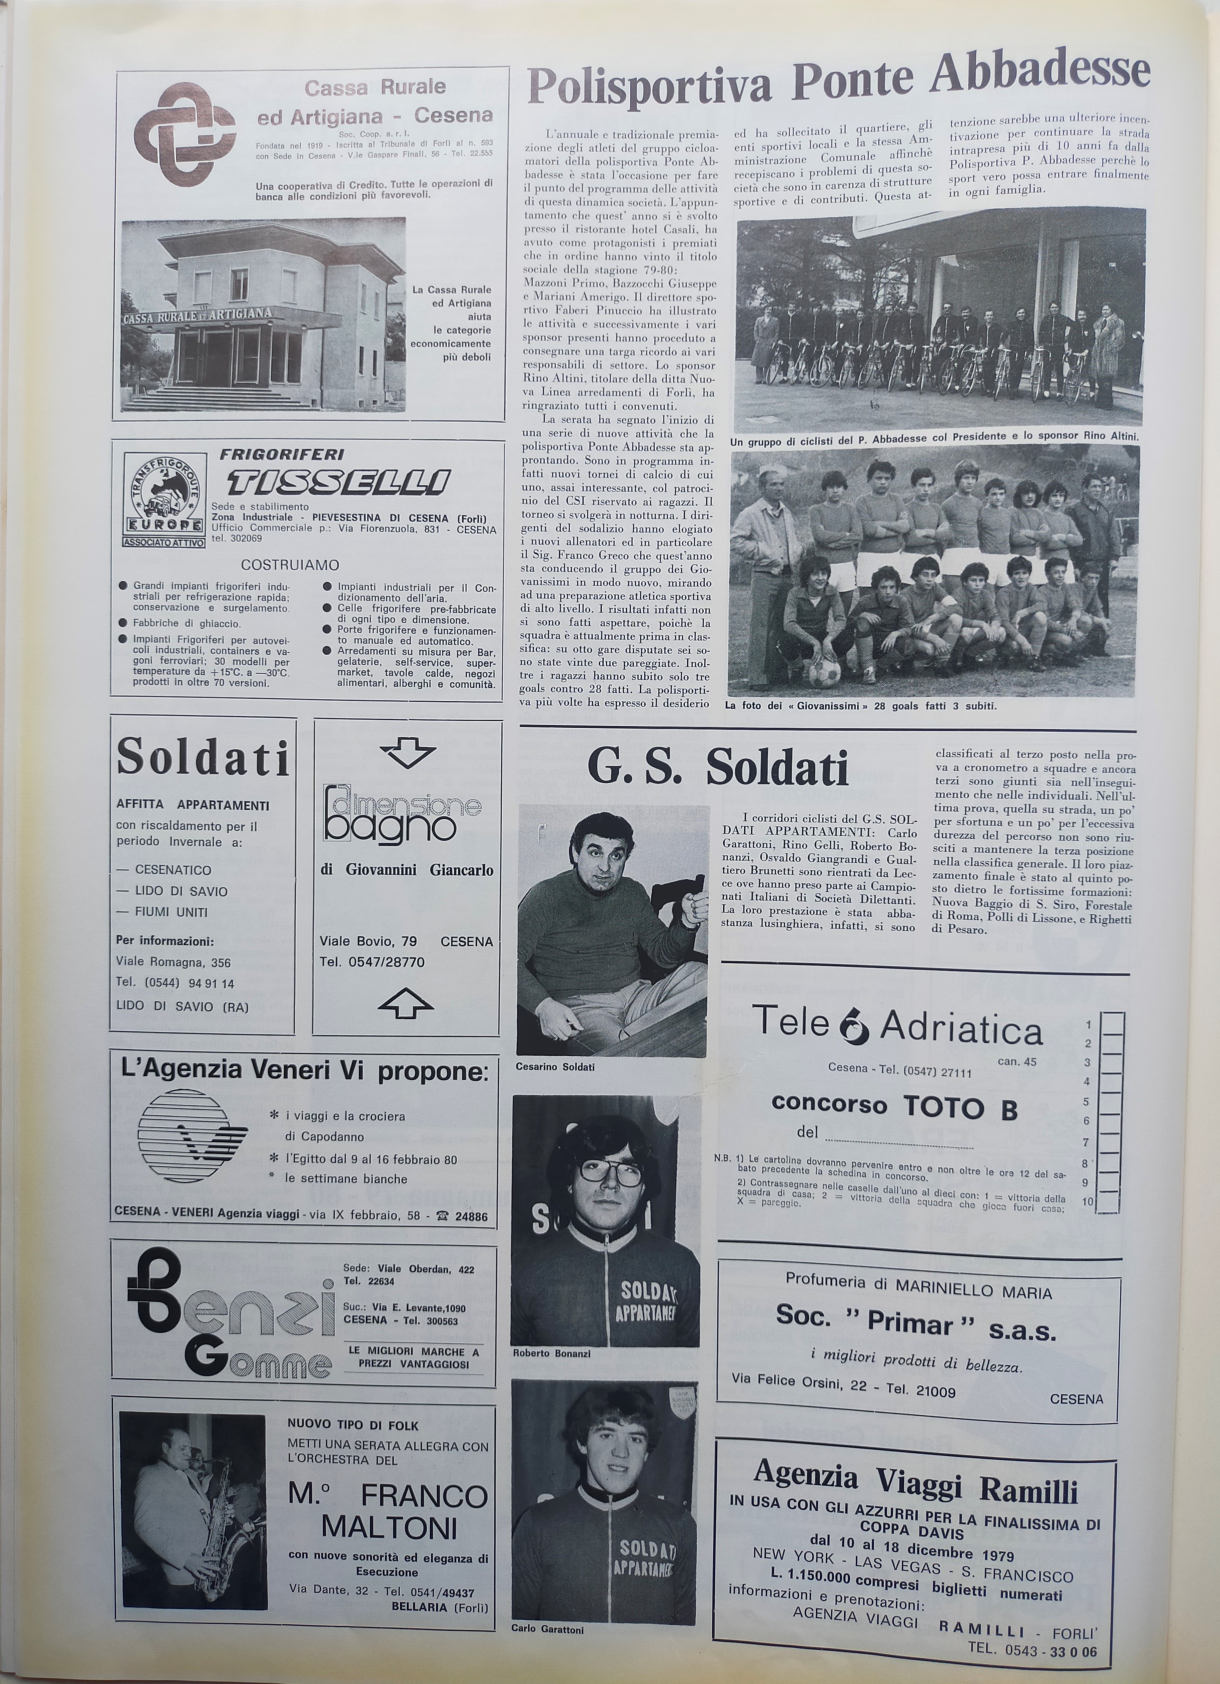 Cassa Rurale
ed Artigiana - Cesena
Soc. Coop. a.r.l.
Fondata nel 1919 - Iscritta al Tribunale di Forlì al n. 593
con Sede in Cesena - V.le Gaspare Finali, 56 - Tel. 22.555
Una cooperativa di Credito. Tutte le operazioni di
banca alle condizioni più favorevoli.
CASSA RURALE ED ARTIGIANA
La Cassa Rurale
ed Artigiana
aiuta
le categorie
economicamente
più deboli
TRANSFRIGOROUTE
EUROPE
ASSOCIATO ATTIVO
FRIGORIFERI
TISSELLI
Sede e stabilimento
Zona Industriale - PIEVESESTINA DI CESENA (Forlì)
Ufficio Commerciale p.: Via Fiorenzuola, 831 - CESENA
tel. 302069
COSTRUIAMO
● Grandi impianti frigoriferi indu-
striali per refrigerazione rapida;
conservazione e surgelamento.
● Fabbriche di ghiaccio.
● Impianti Frigoriferi per autovei-
coli industriali, containers e va-
goni ferroviari; 30 modelli per
temperature da +15°C. a —30°C.
prodotti in oltre 70 versioni.
● Impianti industriali per il Con-
dizionamento dell'aria.
● Celle frigorifere pre-fabbricate
di ogni tipo e dimensione.
● Porte frigorifere e funzionamen-
to manuale ed automatico.
● Arredamenti su misura per Bar,
gelaterie, self-service, super-
market, tavole calde, negozi
alimentari, alberghi e comunità.
Soldati
AFFITTA APPARTAMENTI
con riscaldamento per il
periodo Invernale a:
— CESENATICO
— LIDO DI SAVIO
— FIUMI UNITI
Per informazioni:
Viale Romagna, 356
Tel. (0544) 94 91 14
LIDO DI SAVIO (RA)
dimensione
bagno
di Giovannini Giancarlo
Viale Bovio, 79 CESENA
Tel. 0547/28770
L'Agenzia Veneri Vi propone:
* i viaggi e la crociera
di Capodanno
* l'Egitto dal 9 al 16 febbraio 80
* le settimane bianche
CESENA - VENERI Agenzia viaggi - via IX febbraio, 58 - ☎ 24886
Benzi
Gomme
Sede: Viale Oberdan, 422
Tel. 22634
Suc.: Via E. Levante,1090
CESENA - Tel. 300563
LE MIGLIORI MARCHE A
PREZZI VANTAGGIOSI
NUOVO TIPO DI FOLK
METTI UNA SERATA ALLEGRA CON
L'ORCHESTRA DEL
M.º FRANCO
MALTONI
con nuove sonorità ed eleganza di
Esecuzione
Via Dante, 32 - Tel. 0541/49437
BELLARIA (Forlì)
Polisportiva Ponte Abbadesse
L'annuale e tradizionale premia-
zione degli atleti del gruppo cicloa-
matori della polisportiva Ponte Ab-
badesse è stata l'occasione per fare
il punto del programma delle attività
di questa dinamica società. L'appun-
tamento che quest' anno si è svolto
presso il ristorante hotel Casali, ha
avuto come protagonisti i premiati
che in ordine hanno vinto il titolo
sociale della stagione 79-80:
Mazzoni Primo, Bazzocchi Giuseppe
e Mariani Amerigo. Il direttore spo-
rtivo Faberi Pinuccio ha illustrato
le attività e successivamente i vari
sponsor presenti hanno proceduto a
consegnare una targa ricordo ai vari
responsabili di settore. Lo sponsor
Rino Altini, titolare della ditta Nuo-
va Linea arredamenti di Forlì, ha
ringraziato tutti i convenuti.
La serata ha segnato l'inizio di
una serie di nuove attività che la
polisportiva Ponte Abbadesse sta ap-
prontando. Sono in programma in-
fatti nuovi tornei di calcio di cui
uno, assai interessante, col patroci-
nio del CSI riservato ai ragazzi. Il
torneo si svolgerà in notturna. I diri-
genti del sodalizio hanno elogiato
i nuovi allenatori ed in particolare
il Sig. Franco Greco che quest'anno
sta conducendo il gruppo dei Gio-
vanissimi in modo nuovo, mirando
ad una preparazione atletica sportiva
di alto livello. I risultati infatti non
si sono fatti aspettare, poichè la
squadra è attualmente prima in clas-
sifica: su otto gare disputate sei so-
no state vinte due pareggiate. Inol-
tre i ragazzi hanno subito solo tre
goals contro 28 fatti. La polisporti-
va più volte ha espresso il desiderio
ed ha sollecitato il quartiere, gli
enti sportivi locali e la stessa Am-
ministrazione Comunale affinchè
recepiscano i problemi di questa so-
cietà che sono in carenza di strutture
sportive e di contributi. Questa at-
tenzione sarebbe una ulteriore incen-
tivazione per continuare la strada
intrapresa più di 10 anni fa dalla
Polisportiva P. Abbadesse perchè lo
sport vero possa entrare finalmente
in ogni famiglia.
Un gruppo di ciclisti del P. Abbadesse col Presidente e lo sponsor Rino Altini.
La foto dei « Giovanissimi » 28 goals fatti 3 subiti.
G. S. Soldati
Cesarino Soldati
SOLDAT
APPARTAMEN
Roberto Bonanzi
SOLDAT
APPARTAMEN
Carlo Garattoni
I corridori ciclisti del G.S. SOL-
DATI APPARTAMENTI: Carlo
Garattoni, Rino Gelli, Roberto Bo-
nanzi, Osvaldo Giangrandi e Gual-
tiero Brunetti sono rientrati da Lec-
ce ove hanno preso parte ai Campio-
nati Italiani di Società Dilettanti.
La loro prestazione è stata abba-
stanza lusinghiera, infatti, si sono
classificati al terzo posto nella pro-
va a cronometro a squadre e ancora
terzi sono giunti sia nell'insegui-
mento che nelle individuali. Nell'ul-
tima prova, quella su strada, un po'
per sfortuna e un po' per l'eccessiva
durezza del percorso non sono riu-
sciti a mantenere la terza posizione
nella classifica generale. Il loro piaz-
zamento finale è stato al quinto po-
sto dietro le fortissime formazioni:
Nuova Baggio di S. Siro, Forestale
di Roma, Polli di Lissone, e Righetti
di Pesaro.
Tele 6 Adriatica
can. 45
Cesena - Tel. (0547) 27111
concorso TOTO B
del
N.B. 1) Le cartolina dovranno pervenire entro e non oltre le ore 12 del sa-
bato precedente la schedina in concorso.
2) Contrassegnare nelle caselle dall'uno al dieci con: 1 = vittoria della
squadra di casa; 2 = vittoria della squadra che gioca fuori casa;
X = pareggio.
1
2
3
4
5
6
7
8
9
10
Profumeria di MARINIELLO MARIA
Soc. " Primar " s.a.s.
i migliori prodotti di bellezza.
Via Felice Orsini, 22 - Tel. 21009
CESENA
Agenzia Viaggi Ramilli
IN USA CON GLI AZZURRI PER LA FINALISSIMA DI
COPPA DAVIS
dal 10 al 18 dicembre 1979
NEW YORK - LAS VEGAS - S. FRANCISCO
L. 1.150.000 compresi biglietti numerati
informazioni e prenotazioni:
AGENZIA VIAGGI RAMILLI - FORLI'
TEL. 0543 - 33 0 06